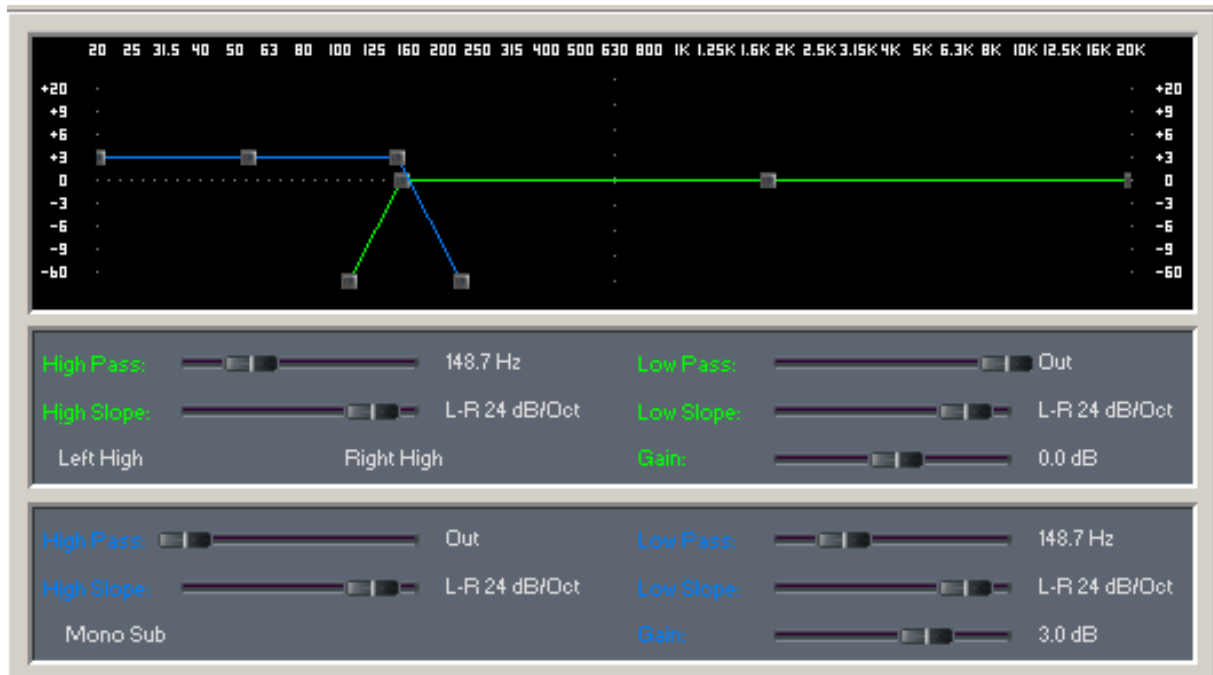 20 25 31.5 40 50 63 80 100 125 160 200 250 315 400 500 630 800 1K 1.25K 1.6K 2K 2.5K 3.15K 4K 5K 6.3K 8K 10K 12.5K 16K 20K
+20 +20
+9 +9
+6 +6
+3 +3
0 0
-3 -3
-6 -6
-9 -9
-60 -60
High Pass: 148.7 Hz Low Pass: Out
High Slope: L-R 24 dB/Oct Low Slope: L-R 24 dB/Oct
Left High Right High Gain: 0.0 dB
High Pass: Out Low Pass: 148.7 Hz
High Slope: L-R 24 dB/Oct Low Slope: L-R 24 dB/Oct
Mono Sub Gain: 3.0 dB